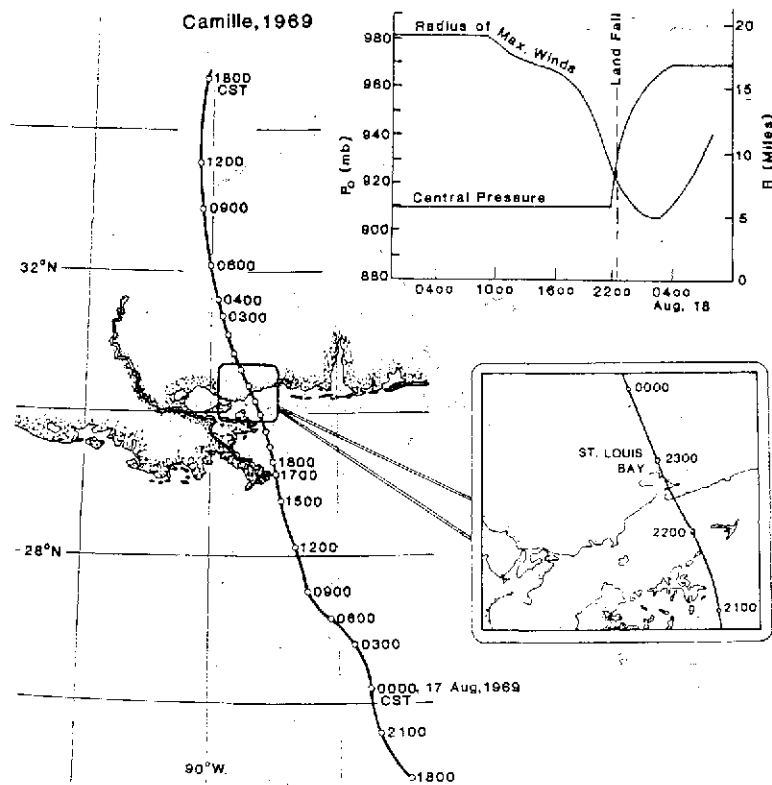 Camille, 1969
1800
CST
1200
0900
0600
32°N
0400
0300
1800
1700
1500
1200
28°N
0900
0600
0300
0000, 17 Aug, 1969
CST
2100
90°W
1800
980
960
940
920
900
880
P₀ (mb)
Radius of Max. Winds
Central Pressure
Land Fall
20
15
10
5
0
R (Miles)
0400
1000
1600
2200
0400
Aug. 18
0000
ST. LOUIS
BAY
2300
2200
2100